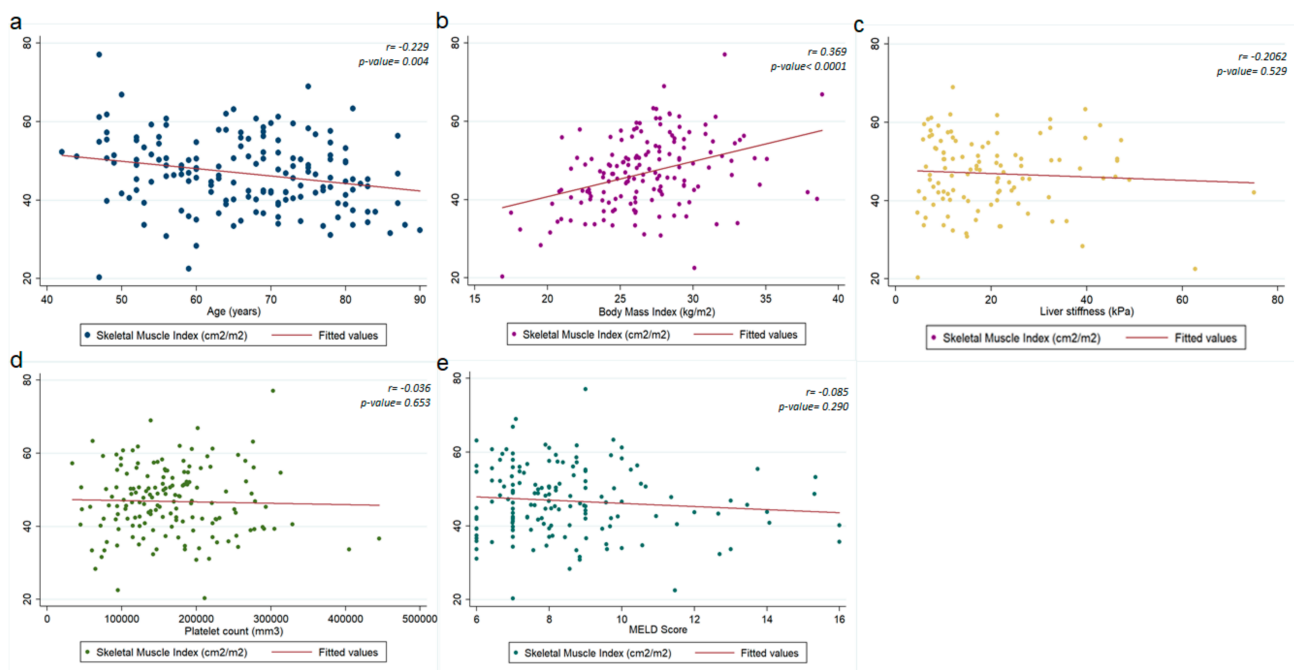 a
r= -0.229
p-value= 0.004
80
60
40
20
40 50 60 70 80 90
Age (years)
Skeletal Muscle Index (cm2/m2) Fitted values
b
r= 0.369
p-value< 0.0001
80
60
40
20
15 20 25 30 35 40
Body Mass Index (kg/m2)
Skeletal Muscle Index (cm2/m2) Fitted values
c
r= -0.2062
p-value= 0.529
80
60
40
20
0 20 40 60 80
Liver stiffness (kPa)
Skeletal Muscle Index (cm2/m2) Fitted values
d
r= -0.036
p-value= 0.653
80
60
40
20
0 100000 200000 300000 400000 500000
Platelet count (mm3)
Skeletal Muscle Index (cm2/m2) Fitted values
e
r= -0.085
p-value= 0.290
80
60
40
20
6 8 10 12 14 16
MELD Score
Skeletal Muscle Index (cm2/m2) Fitted values